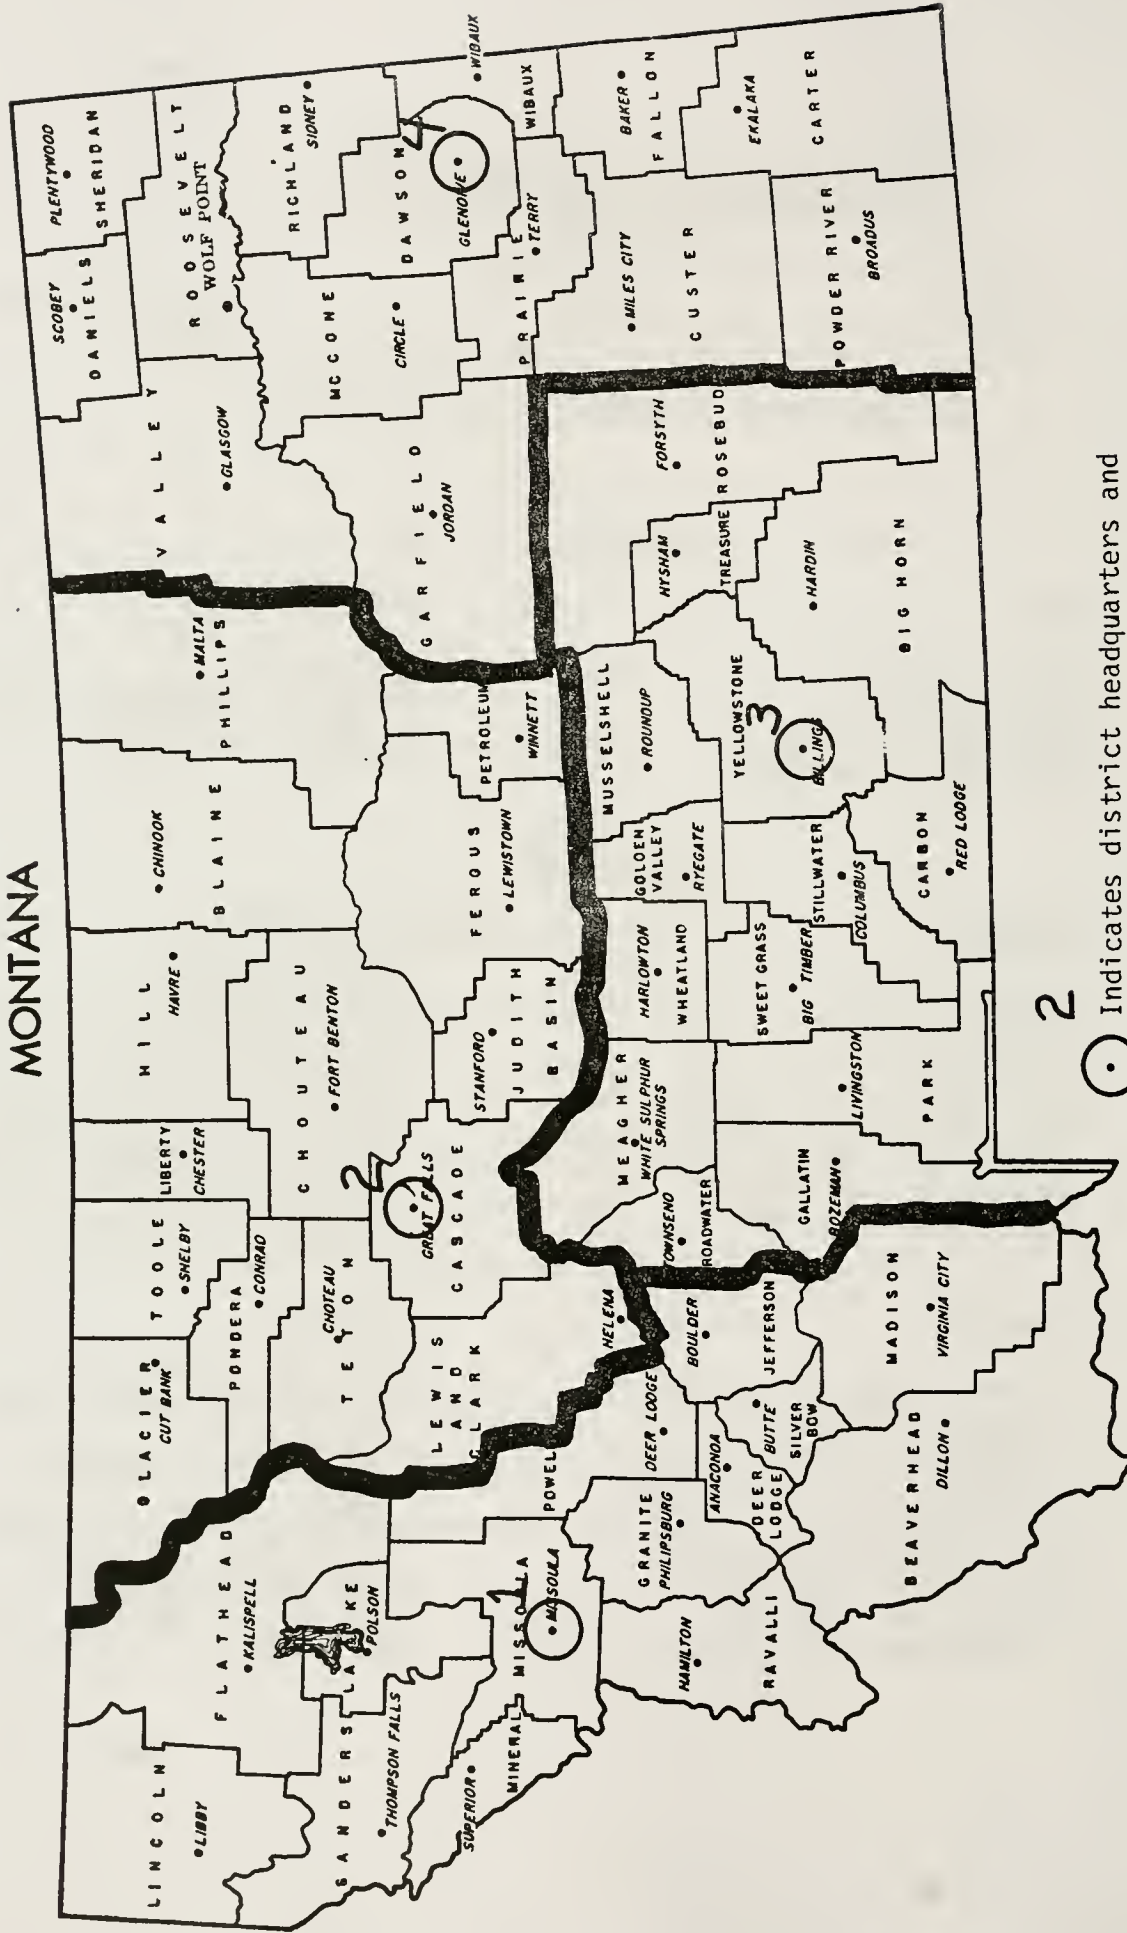 MONTANA
LINCOLN
LIBBY
FLATHEAD
KALISPELL
GLACIER
CUT BANK
TOOLE
SHELBY
LIBERTY
CHESTER
HILL
HAVRE
BLAINE
CHINOOK
PHILLIPS
MALTA
VALLEY
GLASGOW
DANIELS
SCOBEY
SHERIDAN
PLENTYWOOD
ROOSEVELT
WOLF POINT
PONDERA
CONRAD
TETON
CHOTEAU
CHOUTEAU
FORT BENTON
SANDERS
THOMPSON FALLS
LAKE
POLSON
LEWIS
AND
CLARK
HELENA
2
GREAT FALLS
CASCADE
STANFORD
JUDITH
BASIN
FERGUS
LEWISTOWN
PETROLEUM
WINNETT
GARFIELD
JORDAN
MCCONE
CIRCLE
RICHLAND
SIDNEY
DAWSON
4
GLENDIVE
WIBAUX
WIBAUX
PRAIRIE
TERRY
SUPERIOR
MINERAL
MISSOULA
1
MISSOULA
POWELL
DEER LODGE
GRANITE
PHILIPSBURG
HAMILTON
RAVALLI
ANACONDA
DEER
LODGE
BUTTE
SILVER
BOW
BOULDER
JEFFERSON
TOWNSEND
ROADWATER
MEAGHER
WHITE SULPHUR
SPRINGS
HARLOWTON
WHEATLAND
GOLDEN
VALLEY
RYEGATE
MUSSELSHELL
ROUNDUP
YELLOWSTONE
3
BILLINGS
HYSHAM
TREASURE
FORSYTH
ROSEBUD
MILES CITY
CUSTER
BAKER
FALLON
EKALAKA
CARTER
POWDER RIVER
BROADUS
BEAVERHEAD
DILLON
MADISON
VIRGINIA CITY
GALLATIN
BOZEMAN
LIVINGSTON
PARK
SWEET GRASS
BIG TIMBER
STILLWATER
COLUMBUS
CARBON
RED LODGE
BIG HORN
HARDIN
2
Indicates district headquarters and